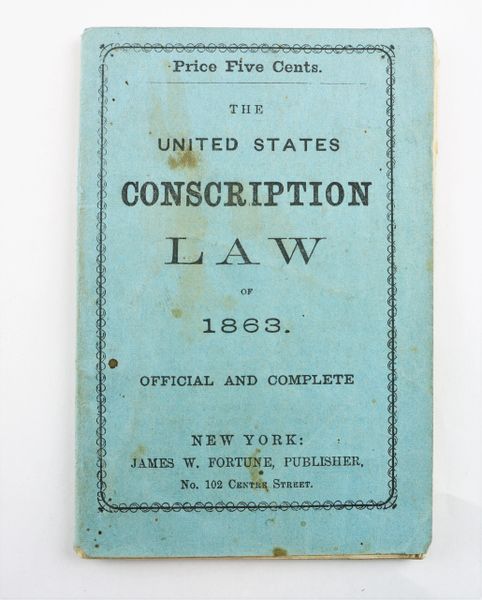 Price Five Cents.
THE
UNITED STATES
CONSCRIPTION
LAW
OF
1863.
OFFICIAL AND COMPLETE
NEW YORK:
JAMES W. FORTUNE, PUBLISHER,
No. 102 Centre Street.